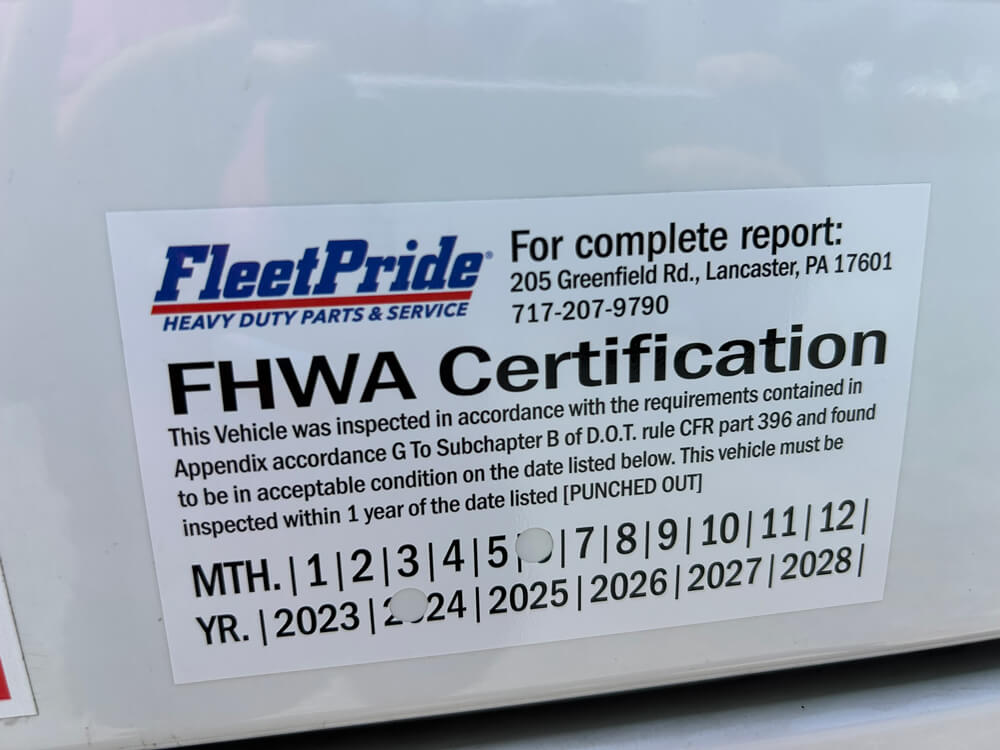 FleetPride®
HEAVY DUTY PARTS & SERVICE
For complete report:
205 Greenfield Rd., Lancaster, PA 17601
717-207-9790
FHWA Certification
This Vehicle was inspected in accordance with the requirements contained in
Appendix accordance G To Subchapter B of D.O.T. rule CFR part 396 and found
to be in acceptable condition on the date listed below. This vehicle must be
inspected within 1 year of the date listed [PUNCHED OUT]
MTH. | 1 | 2 | 3 | 4 | 5 | | 7 | 8 | 9 | 10 | 11 | 12 |
YR. | 2023 | 2 24 | 2025 | 2026 | 2027 | 2028 |